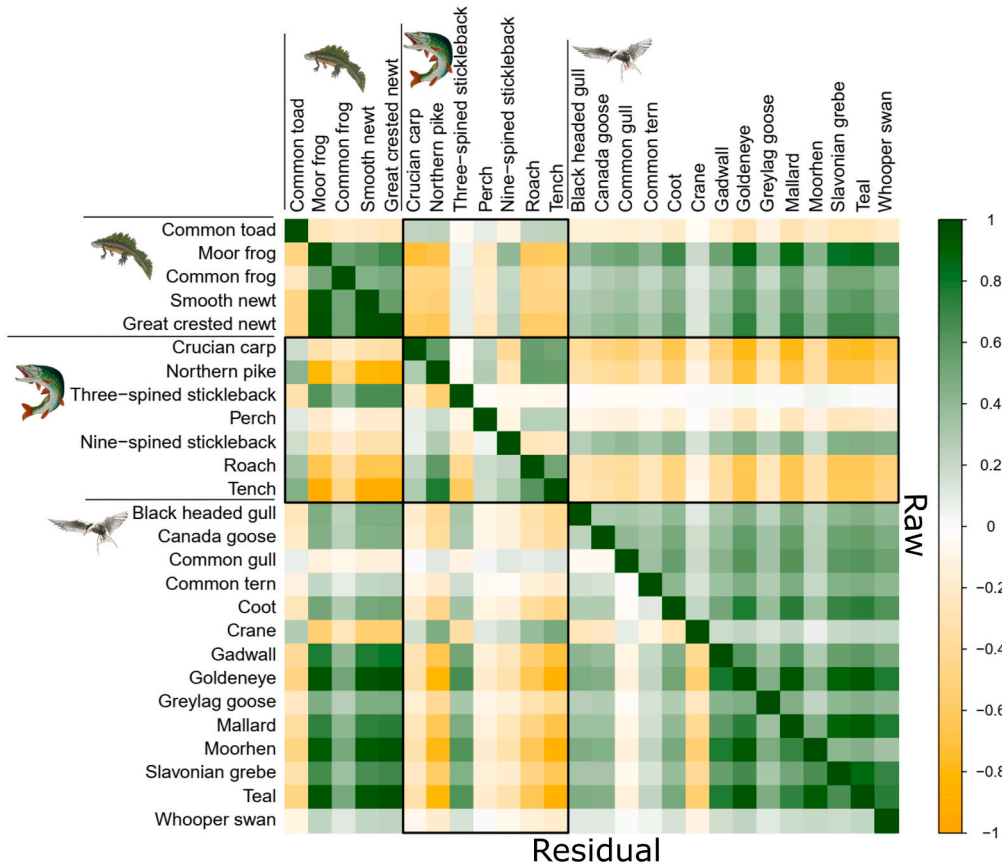 Common toad
Moor frog
Common frog
Smooth newt
Great crested newt
Crucian carp
Northern pike
Three−spined stickleback
Perch
Nine−spined stickleback
Roach
Tench
Black headed gull
Canada goose
Common gull
Common tern
Coot
Crane
Gadwall
Goldeneye
Greylag goose
Mallard
Moorhen
Slavonian grebe
Teal
Whooper swan
Common toad
Moor frog
Common frog
Smooth newt
Great crested newt
Crucian carp
Northern pike
Three−spined stickleback
Perch
Nine−spined stickleback
Roach
Tench
Black headed gull
Canada goose
Common gull
Common tern
Coot
Crane
Gadwall
Goldeneye
Greylag goose
Mallard
Moorhen
Slavonian grebe
Teal
Whooper swan
Raw
Residual
1
0.8
0.6
0.4
0.2
0
−0.2
−0.4
−0.6
−0.8
−1